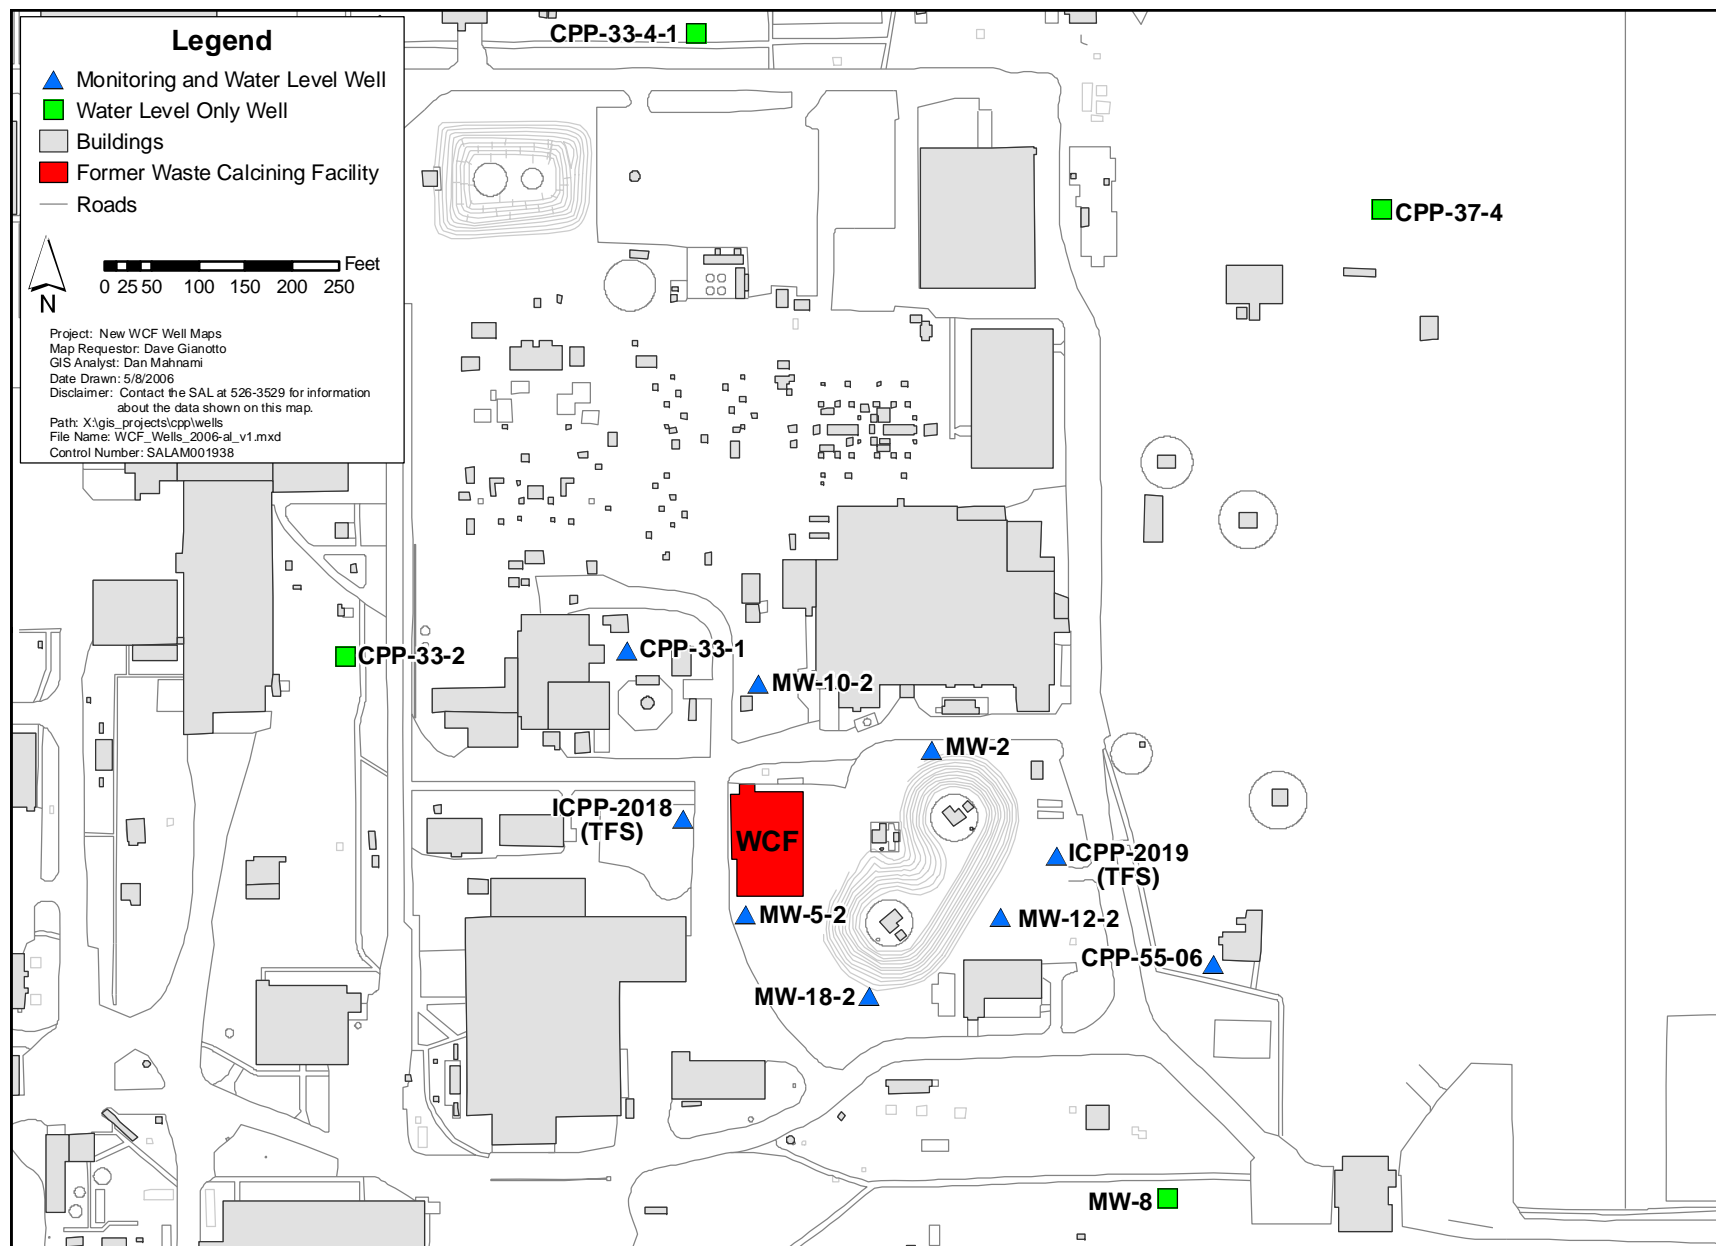 Legend
Monitoring and Water Level Well
Water Level Only Well
Buildings
Former Waste Calcining Facility
Roads
Feet
0 25 50 100 150 200 250
N
Project: New WCF Well Maps
Map Requestor: Dave Gianotto
GIS Analyst: Dan Mahnami
Date Drawn: 5/8/2006
Disclaimer: Contact the SAL at 526-3529 for information
about the data shown on this map.
Path: X:\gis_projects\cpp\wells
File Name: WCF_Wells_2006-al_v1.mxd
Control Number: SALAM001938
CPP-33-4-1
CPP-37-4
CPP-33-2
CPP-33-1
MW-10-2
MW-2
ICPP-2018
(TFS)
WCF
ICPP-2019
(TFS)
MW-5-2
MW-12-2
CPP-55-06
MW-18-2
MW-8